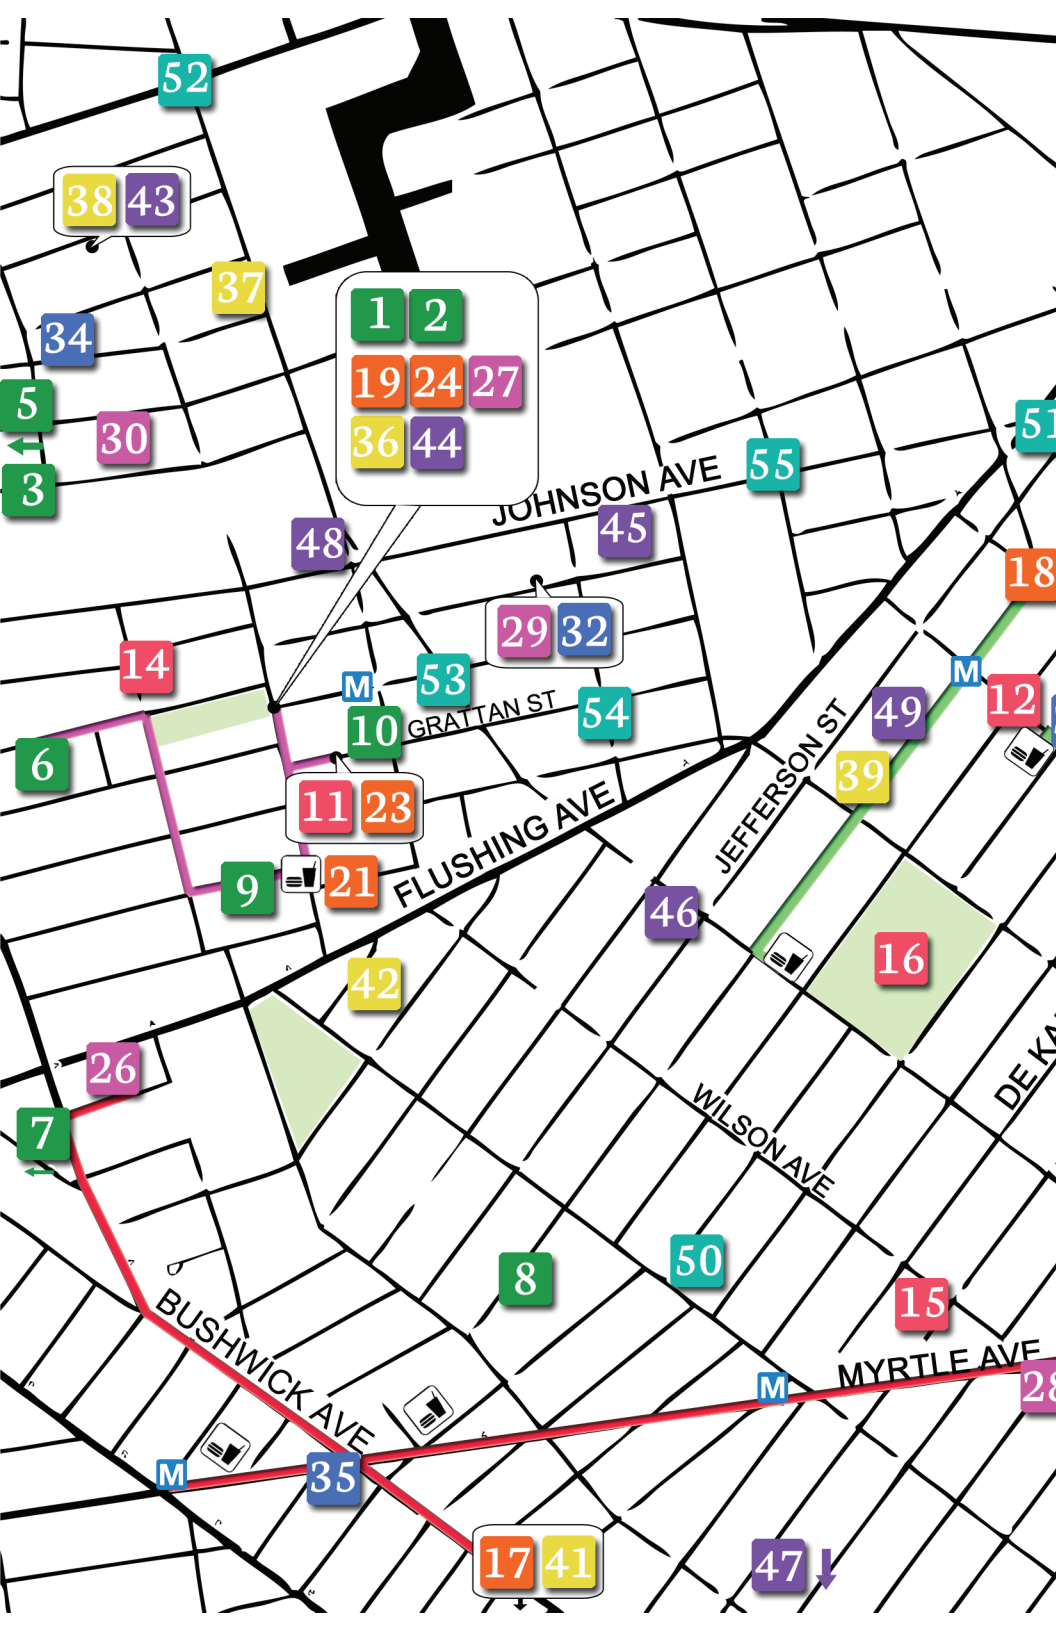 52
38 43
37
1 2
34
19 24 27
5
30
36 44
51
55
3
JOHNSON AVE
48
45
18
29 32
14
M
M
53
12
49
54
10
GRATTAN ST
6
39
JEFFERSON ST
11 23
FLUSHING AVE
21
9
46
16
42
26
DE KA
7
WILSON AVE
50
8
15
BUSHWICK AVE
MYRTLE AVE
M
28
M
35
17 41
47